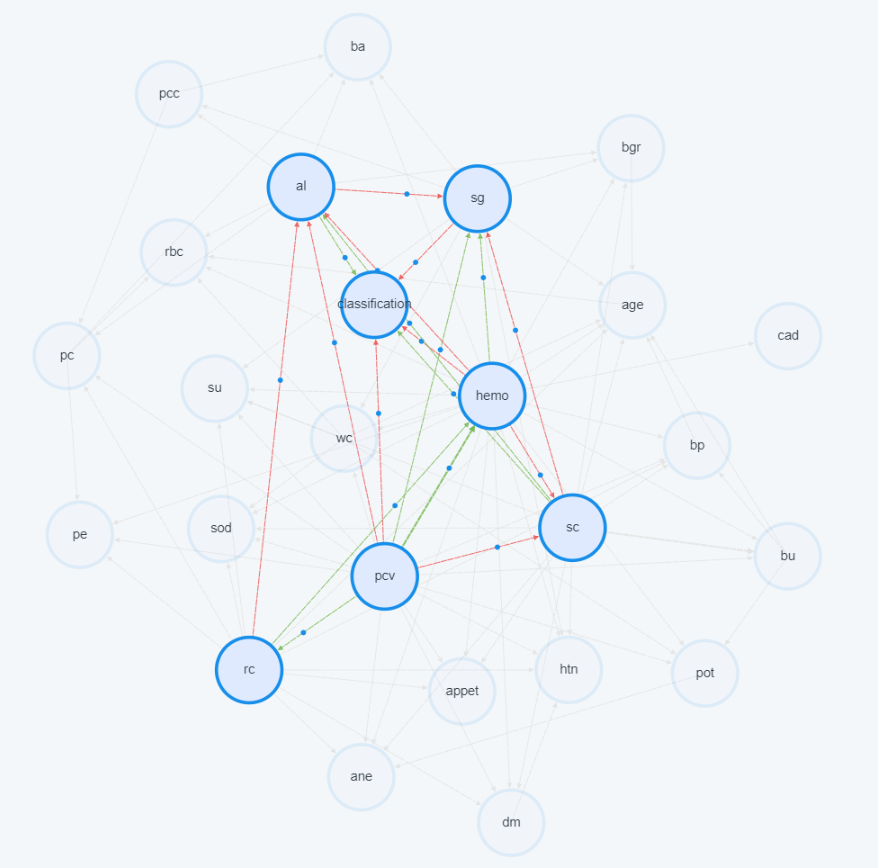 ba
pcc
bgr
al
sg
rbc
classification
age
cad
pc
su
hemo
wc
bp
pe
sod
sc
bu
pcv
rc
appet
htn
pot
ane
dm